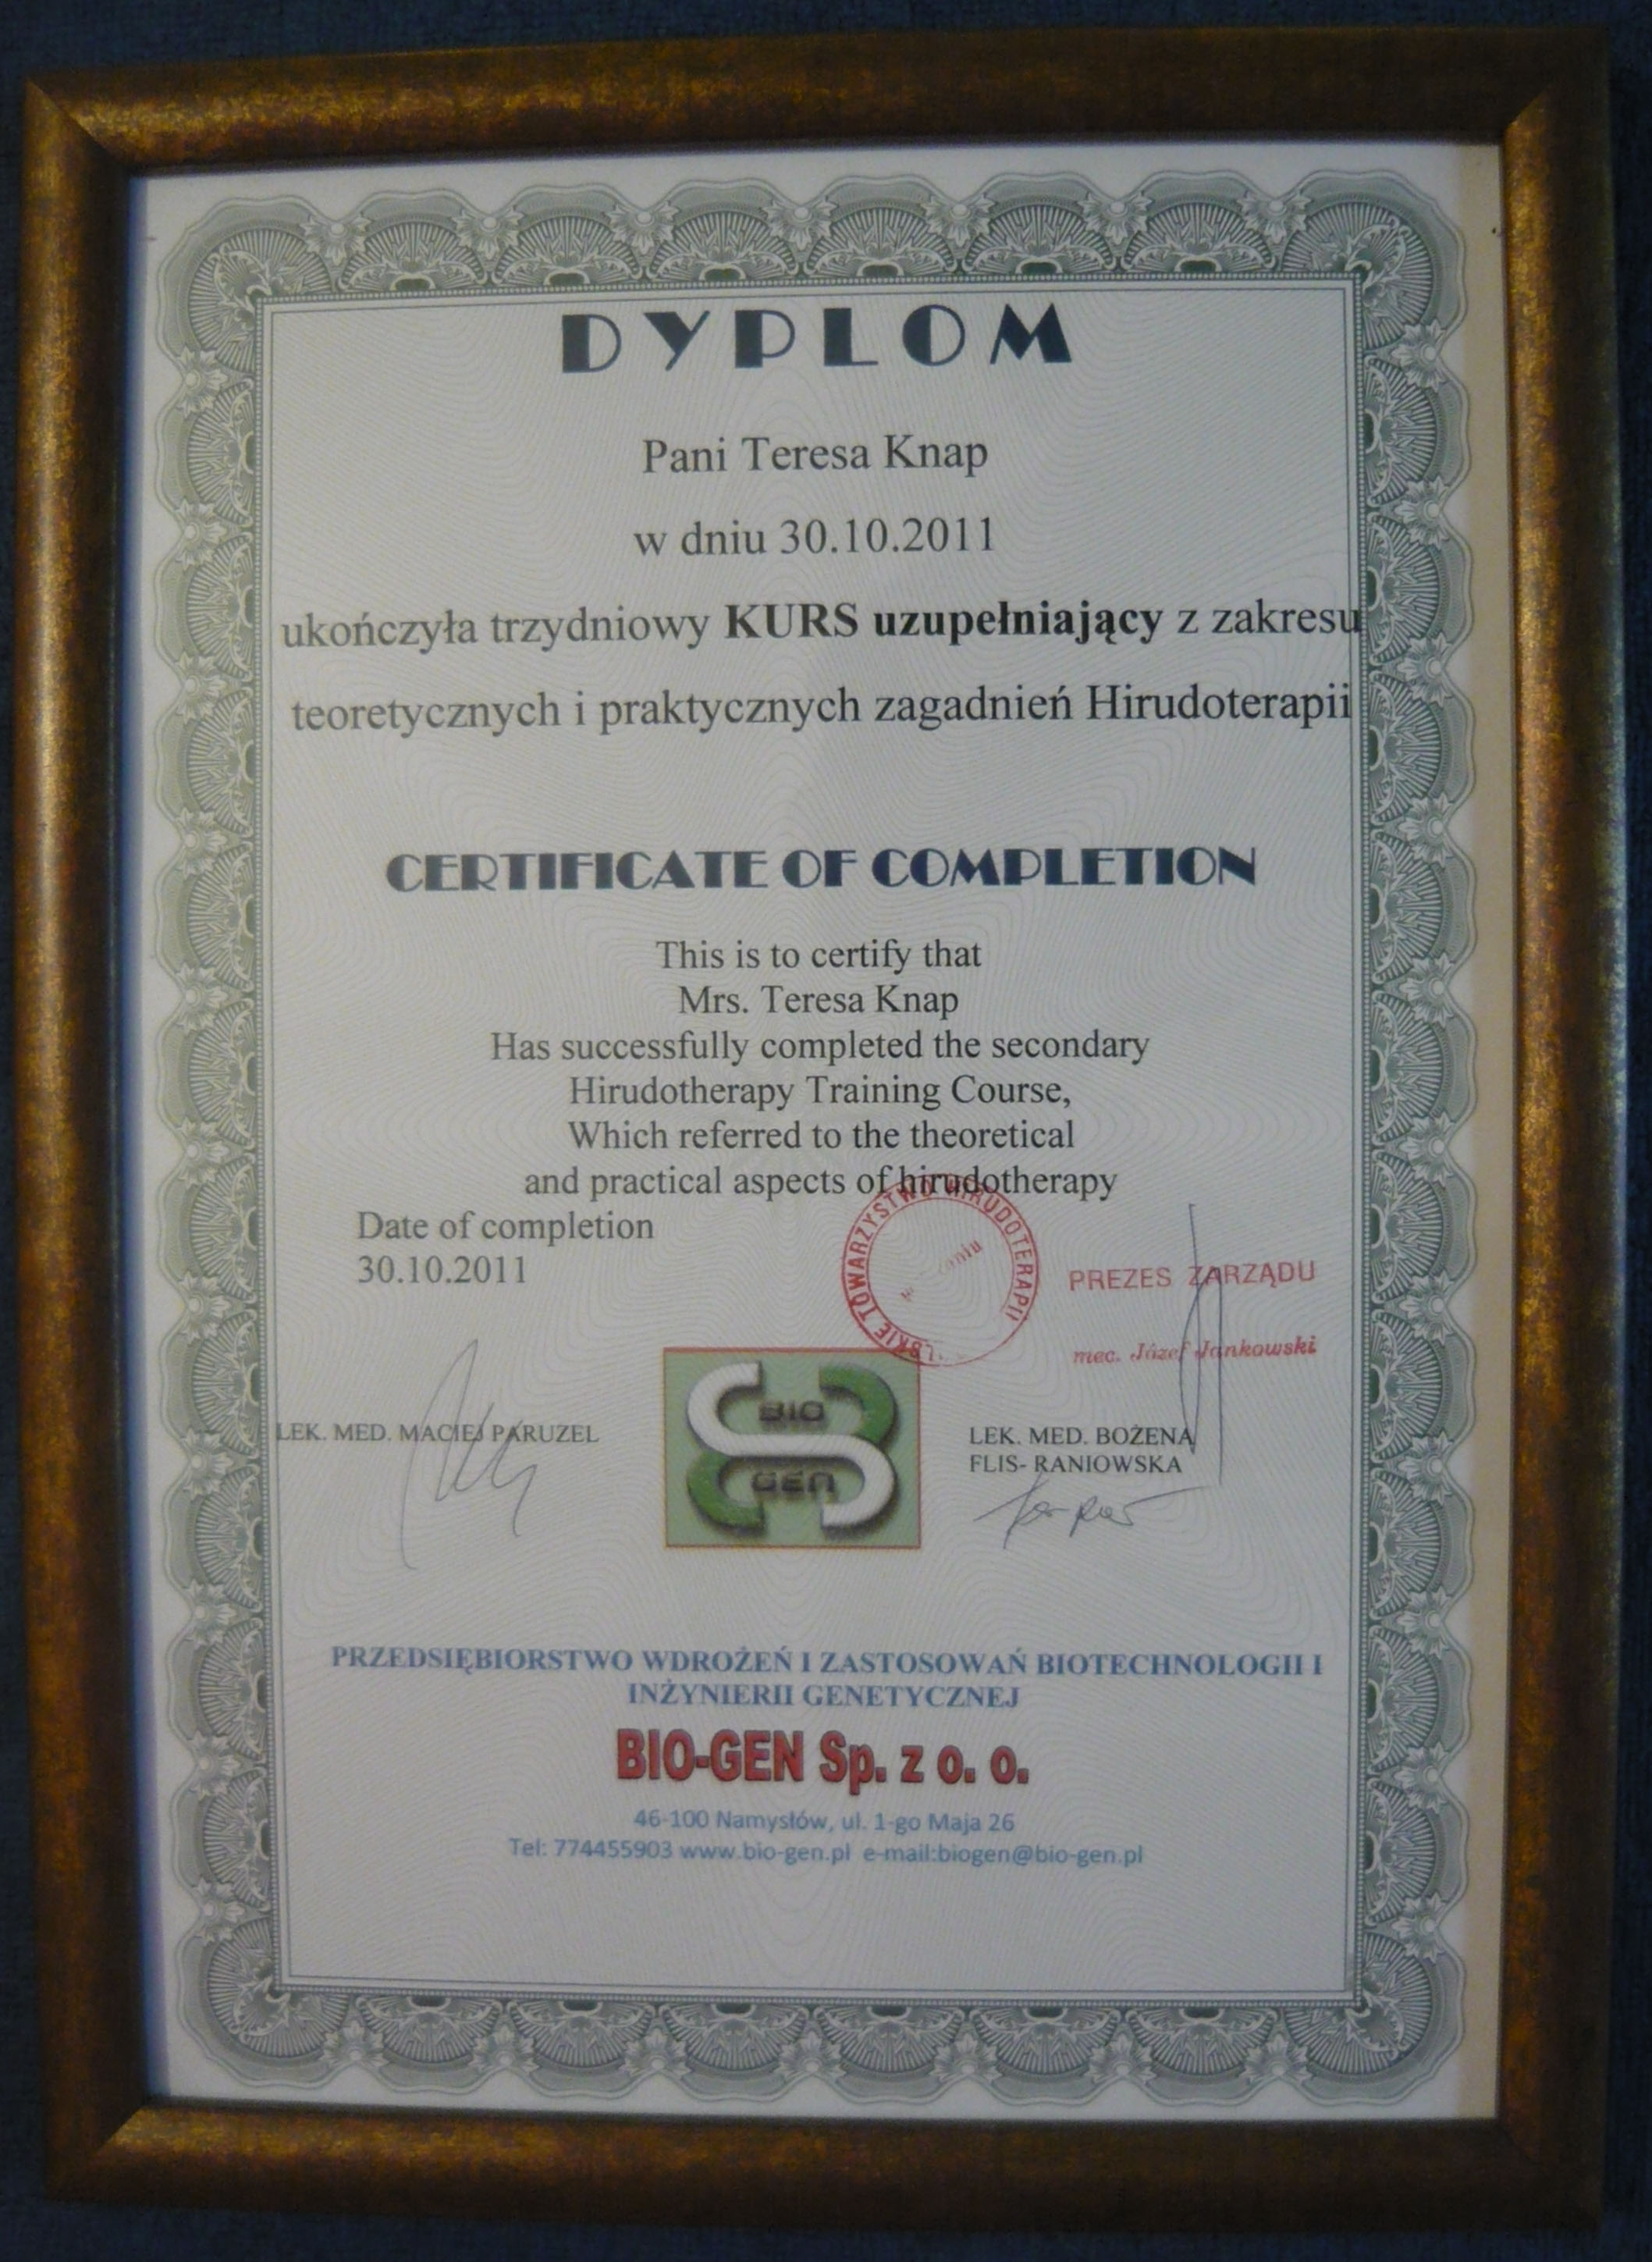 DYPLOM
Pani Teresa Knap
w dniu 30.10.2011
ukończyła trzydniowy KURS uzupełniający z zakresu
teoretycznych i praktycznych zagadnień Hirudoterapii
CERTIFICATE OF COMPLETION
This is to certify that
Mrs. Teresa Knap
Has successfully completed the secondary
Hirudotherapy Training Course,
Which referred to the theoretical
and practical aspects of hirudotherapy
Date of completion
30.10.2011
TOWARZYSTWO HIRUDOTERAPII
PREZES ZARZĄDU
mec. Józef Jankowski
LEK. MED. MACIEJ PARUZEL
BIO
GEN
LEK. MED. BOŻENA
FLIS- RANIOWSKA
PRZEDSIĘBIORSTWO WDROŻEŃ I ZASTOSOWAŃ BIOTECHNOLOGII I
INŻYNIERII GENETYCZNEJ
BIO-GEN Sp. z o. o.
46-100 Namysłów, ul. 1-go Maja 26
Tel: 774455903 www.bio-gen.pl e-mail:biogen@bio-gen.pl